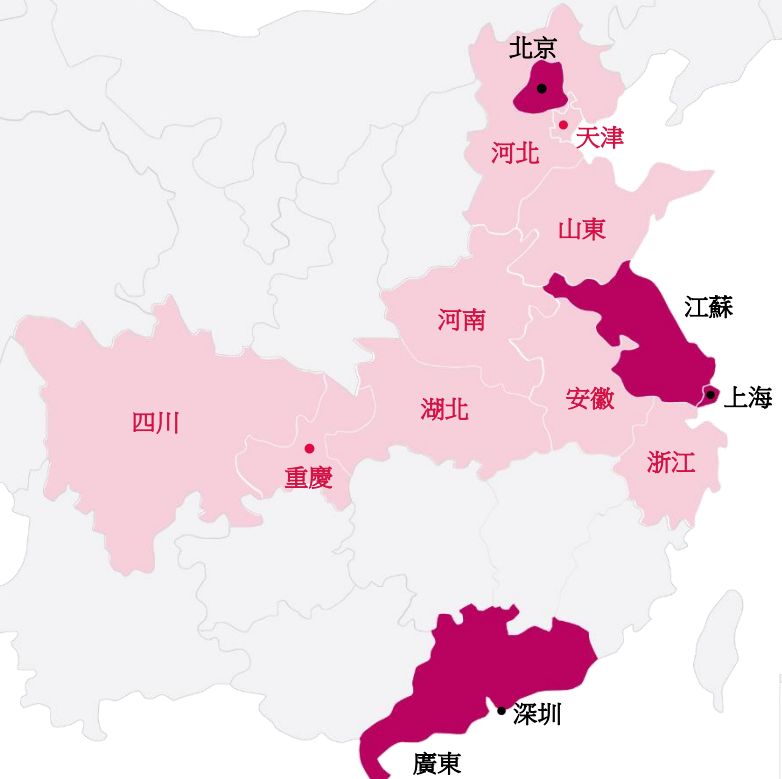 北京
天津
河北
山東
江蘇
河南
上海
安徽
湖北
四川
浙江
重慶
深圳
廣東